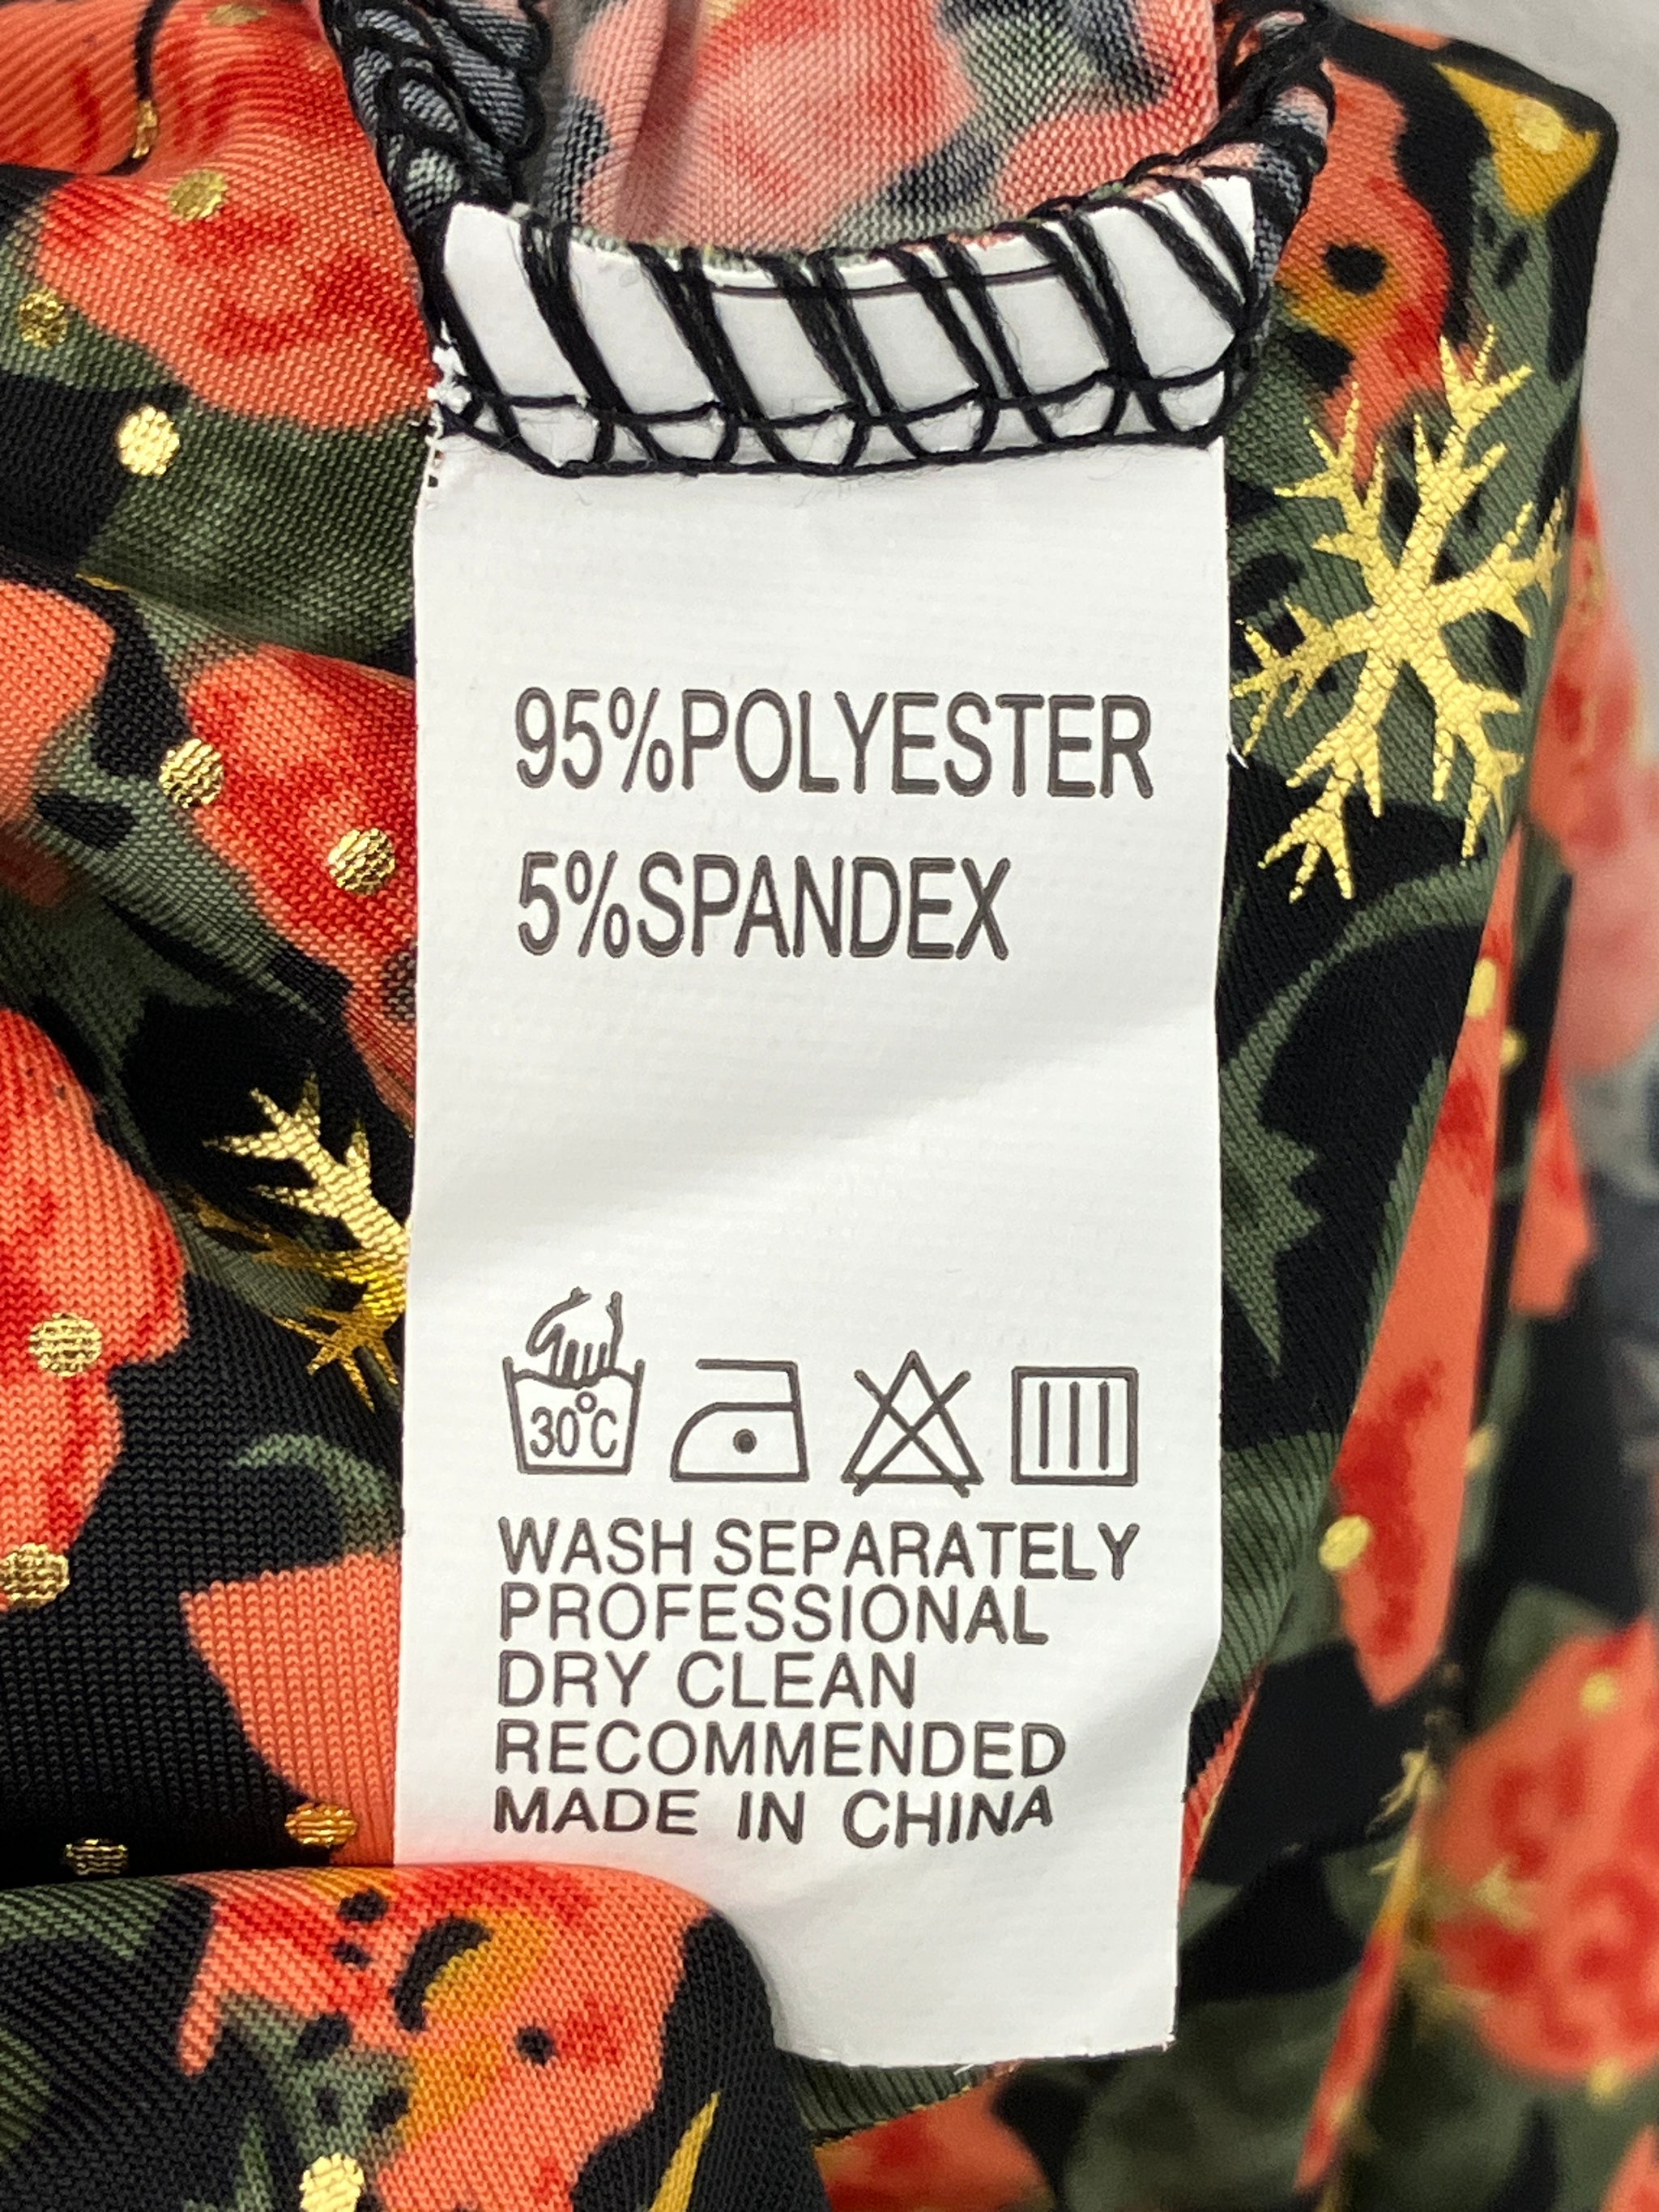 95%POLYESTER
5%SPANDEX
30°C
WASH SEPARATELY
PROFESSIONAL
DRY CLEAN
RECOMMENDED
MADE IN CHINA